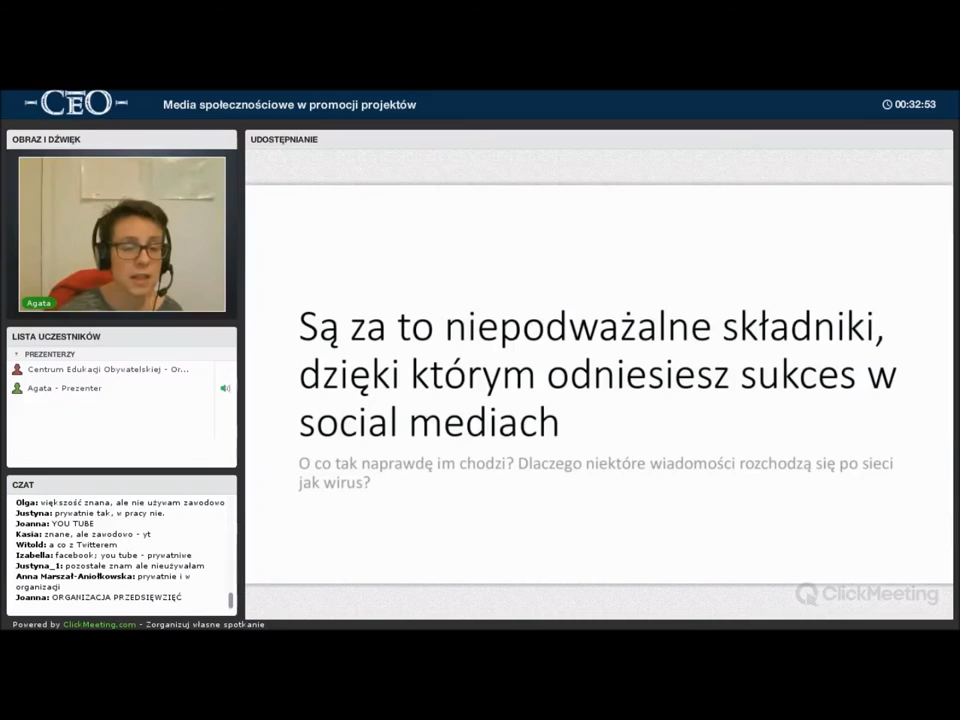 CEO
Media społecznościowe w promocji projektów
00:32:53
OBRAZ I DŹWIĘK
Agata
LISTA UCZESTNIKÓW
PREZENTERZY
Centrum Edukacji Obywatelskiej - Or...
Agata - Prezenter
CZAT
Olga: większość znana, ale nie używam zawodowo
Justyna: prywatnie tak, w pracy nie.
Joanna: YOU TUBE
Kasia: znane, ale zawodowo - yt
Witold: a co z Twitterem
Izabella: facebook; you tube - prywatniwe
Justyna_1: pozostałe znam ale nieużywałam
Anna Marszał-Aniołkowska: prywatnie i w
organizacji
Joanna: ORGANIZACJA PRZEDSIĘWZIĘĆ
UDOSTĘPNIANIE
Są za to niepodważalne składniki,
dzięki którym odniesiesz sukces w
social mediach
O co tak naprawdę im chodzi? Dlaczego niektóre wiadomości rozchodzą się po sieci
jak wirus?
ClickMeeting
Powered by ClickMeeting.com - Zorganizuj własne spotkanie